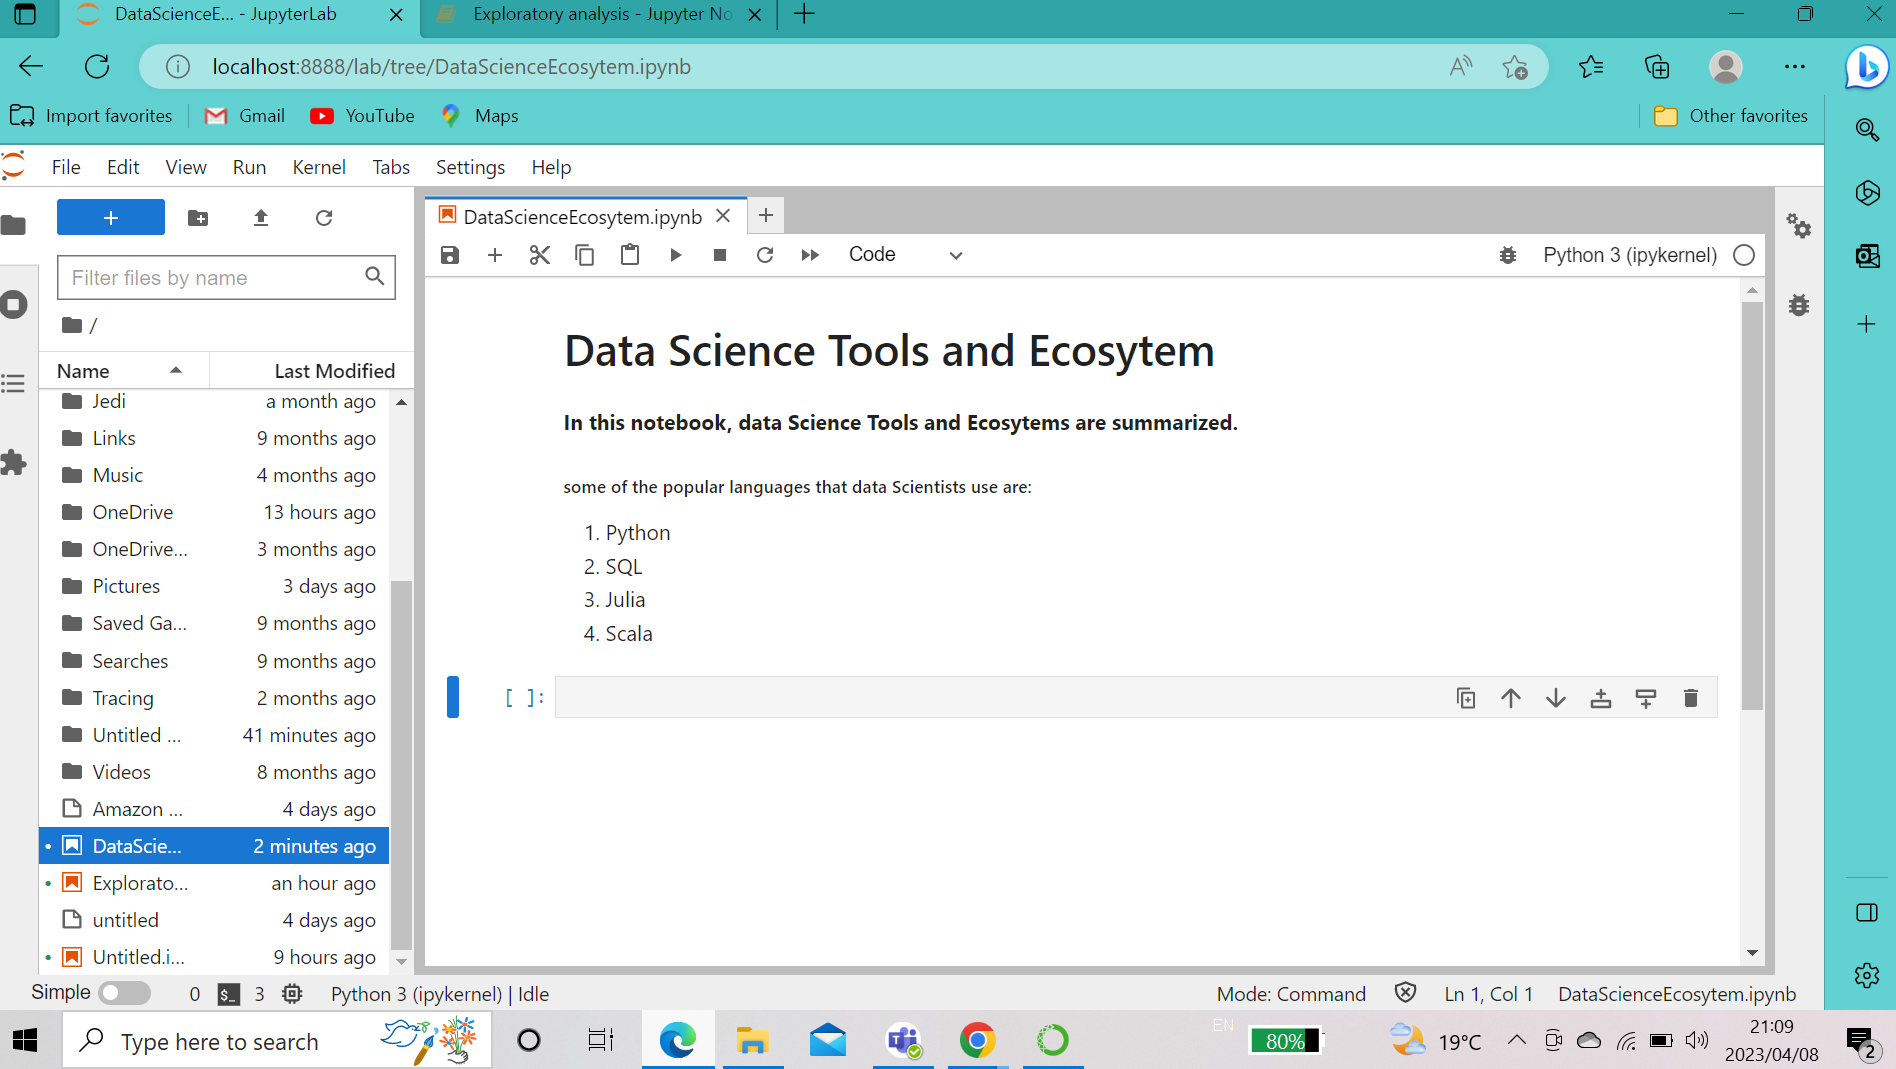 DataScienceE... - JupyterLab
Exploratory analysis - Jupyter No
localhost:8888/lab/tree/DataScienceEcosytem.ipynb
Import favorites
Gmail
YouTube
Maps
Other favorites
File Edit View Run Kernel Tabs Settings Help
DataScienceEcosytem.ipynb
Filter files by name
Code
Python 3 (ipykernel)
/
Name Last Modified
Jedi a month ago
Links 9 months ago
Music 4 months ago
OneDrive 13 hours ago
OneDrive... 3 months ago
Pictures 3 days ago
Saved Ga... 9 months ago
Searches 9 months ago
Tracing 2 months ago
Untitled ... 41 minutes ago
Videos 8 months ago
Amazon ... 4 days ago
DataScie... 2 minutes ago
Explorato... an hour ago
untitled 4 days ago
Untitled.i... 9 hours ago
Data Science Tools and Ecosytem
In this notebook, data Science Tools and Ecosytems are summarized.
some of the popular languages that data Scientists use are:
1. Python
2. SQL
3. Julia
4. Scala
[ ]:
Simple 0 $_ 3 Python 3 (ipykernel) | Idle
Mode: Command Ln 1, Col 1 DataScienceEcosytem.ipynb
Type here to search
EN
80%
19°C
21:09
2023/04/08
2